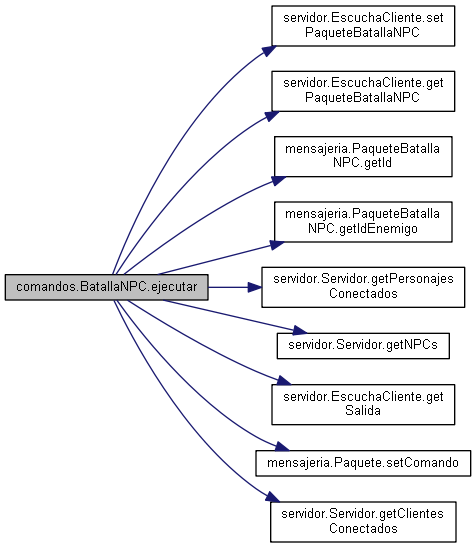 servidor.EscuchaCliente.set
PaqueteBatallaNPC
servidor.EscuchaCliente.get
PaqueteBatallaNPC
mensajeria.PaqueteBatalla
NPC.getId
mensajeria.PaqueteBatalla
NPC.getIdEnemigo
comandos.BatallaNPC.ejecutar
servidor.Servidor.getPersonajes
Conectados
servidor.Servidor.getNPCs
servidor.EscuchaCliente.get
Salida
mensajeria.Paquete.setComando
servidor.Servidor.getClientes
Conectados